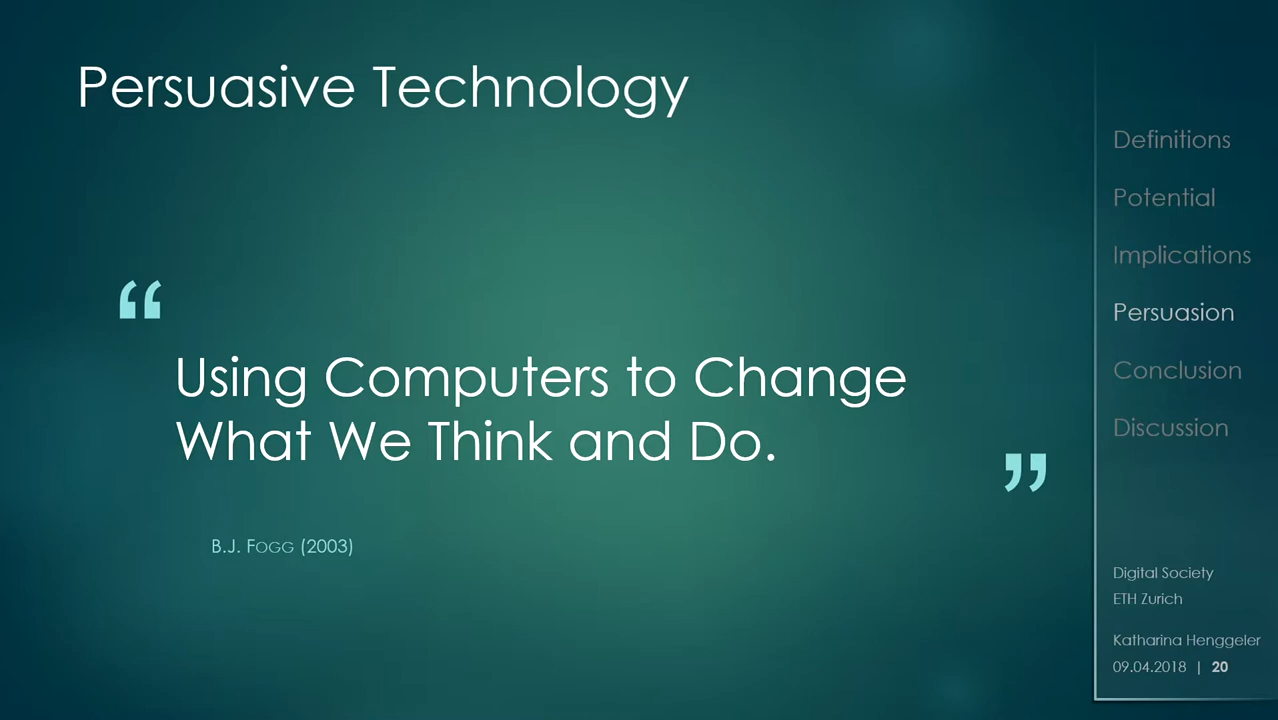 Persuasive Technology
“
Using Computers to Change
What We Think and Do.
”
B.J. FOGG (2003)
Definitions
Potential
Implications
Persuasion
Conclusion
Discussion
Digital Society
ETH Zurich
Katharina Henggeler
09.04.2018 | 20